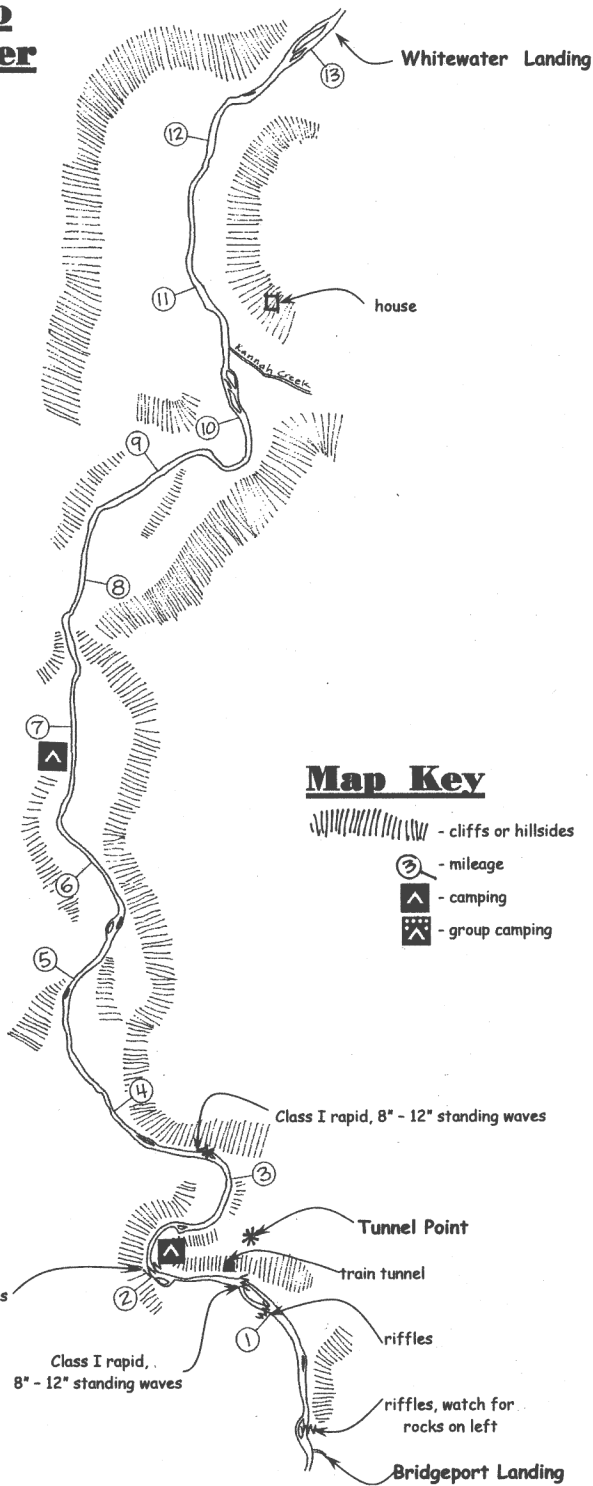 o
er
13
Whitewater Landing
12
11
house
Kannah Creek
10
9
8
7
Map Key
- cliffs or hillsides
3 - mileage
- camping
- group camping
6
5
4
Class I rapid, 8" - 12" standing waves
3
Tunnel Point
train tunnel
s
2
1
riffles
Class I rapid, .
8" - 12" standing waves
riffles, watch for
rocks on left
Bridgeport Landing